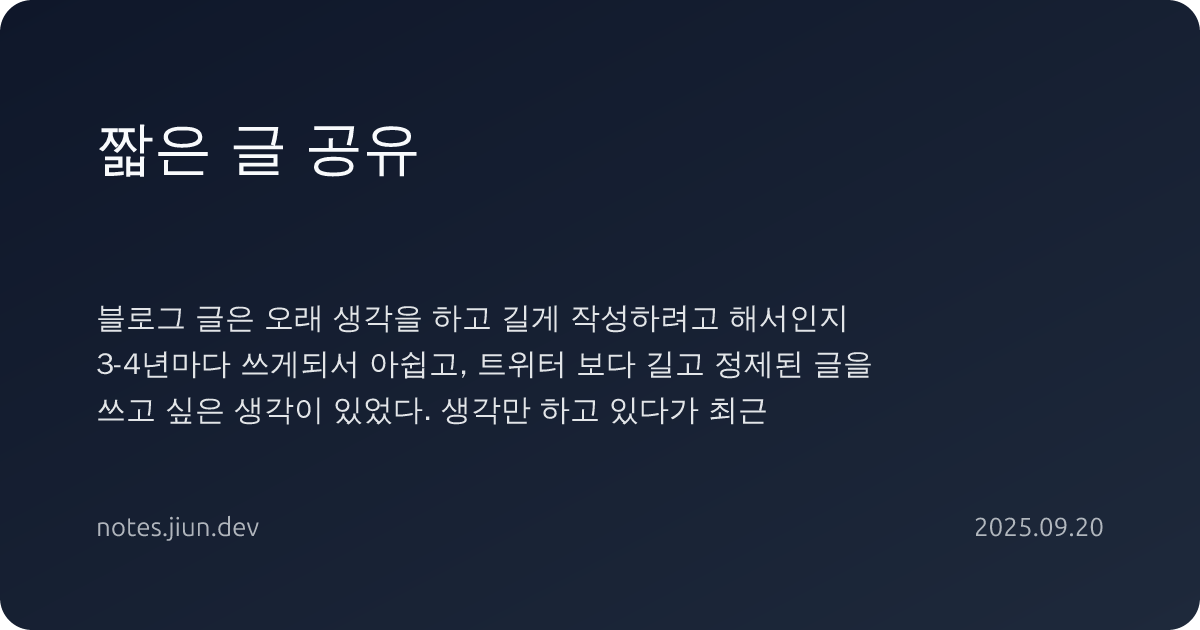 짧은 글 공유
블로그 글은 오래 생각을 하고 길게 작성하려고 해서인지
3-4년마다 쓰게되서 아쉽고, 트위터 보다 길고 정제된 글을
쓰고 싶은 생각이 있었다. 생각만 하고 있다가 최근
notes.jiun.dev
2025.09.20